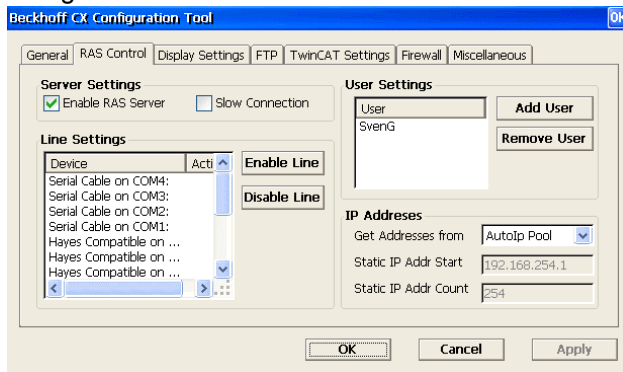 Beckhoff CX Configuration Tool
General RAS Control Display Settings FTP TwinCAT Settings Firewall Miscellaneous
Server Settings
Enable RAS Server Slow Connection
Line Settings
Device Acti
Serial Cable on COM4:
Serial Cable on COM3:
Serial Cable on COM2:
Serial Cable on COM1:
Hayes Compatible on ...
Hayes Compatible on ...
Hayes Compatible on ...
Enable Line
Disable Line
User Settings
User
SvenG
Add User
Remove User
IP Addreses
Get Addresses from AutoIp Pool
Static IP Addr Start 192.168.254.1
Static IP Addr Count 254
OK Cancel Apply